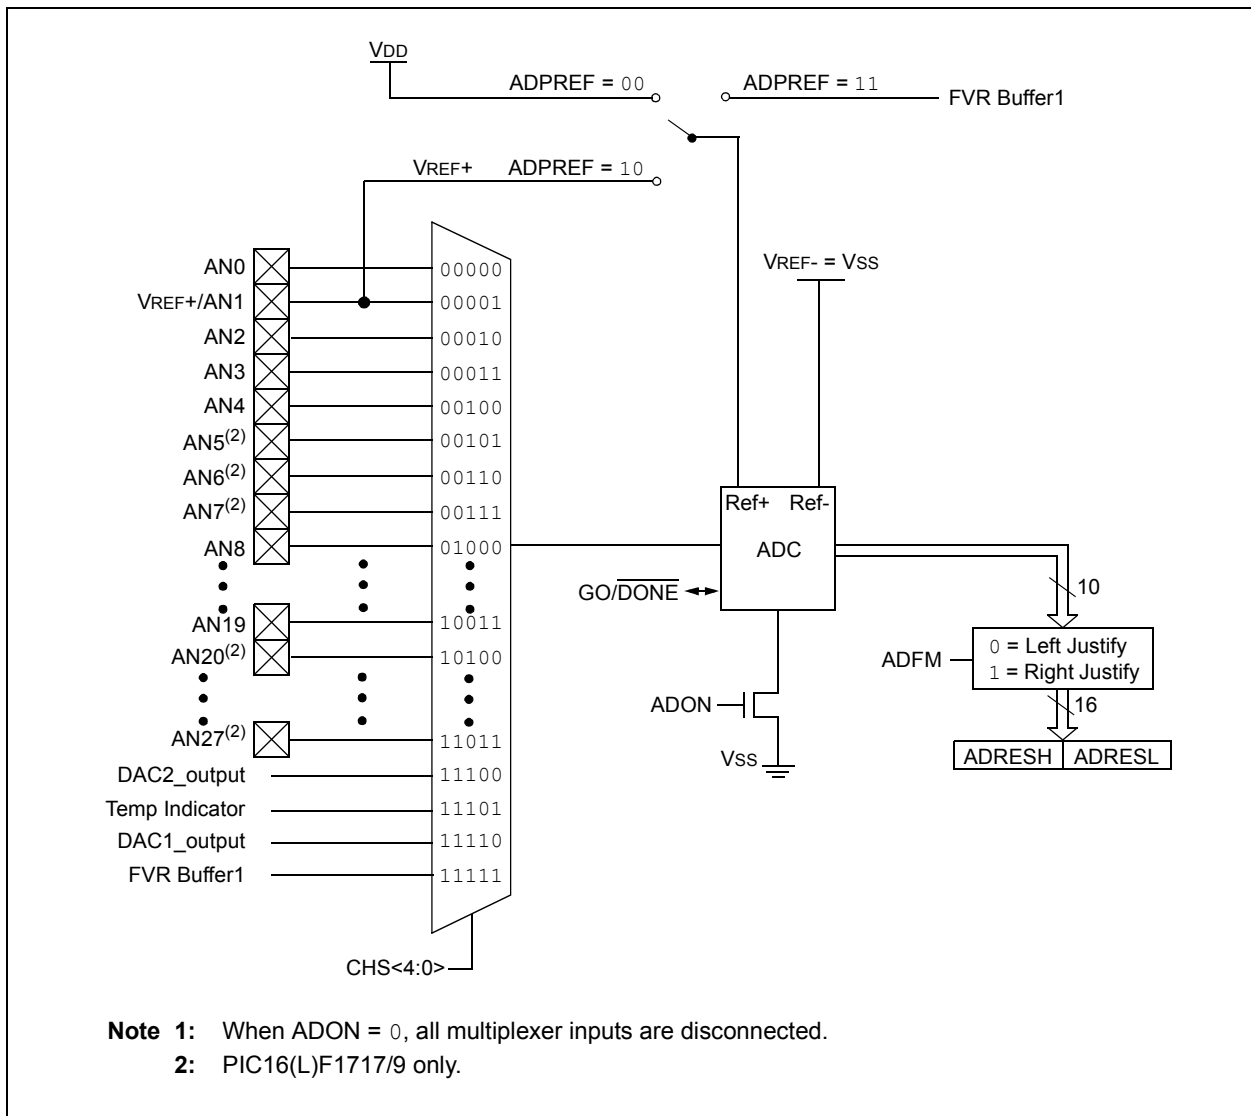 VDD
ADPREF = 00
ADPREF = 11
FVR Buffer1
VREF+ ADPREF = 10
VREF- = VSS
AN0 00000
VREF+/AN1 00001
AN2 00010
AN3 00011
AN4 00100
AN5(2) 00101
AN6(2) 00110
AN7(2) 00111
AN8 01000
AN19 10011
AN20(2) 10100
AN27(2) 11011
DAC2_output 11100
Temp Indicator 11101
DAC1_output 11110
FVR Buffer1 11111
CHS<4:0>
Ref+ Ref-
ADC
GO/DONE
ADON
VSS
10
ADFM
0 = Left Justify
1 = Right Justify
16
ADRESH ADRESL
Note 1: When ADON = 0, all multiplexer inputs are disconnected.
2: PIC16(L)F1717/9 only.